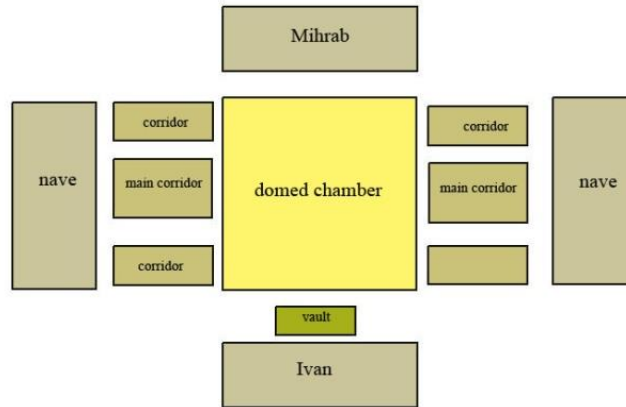 Mihrab
corridor
corridor
nave
main corridor
domed chamber
main corridor
nave
corridor
vault
Ivan